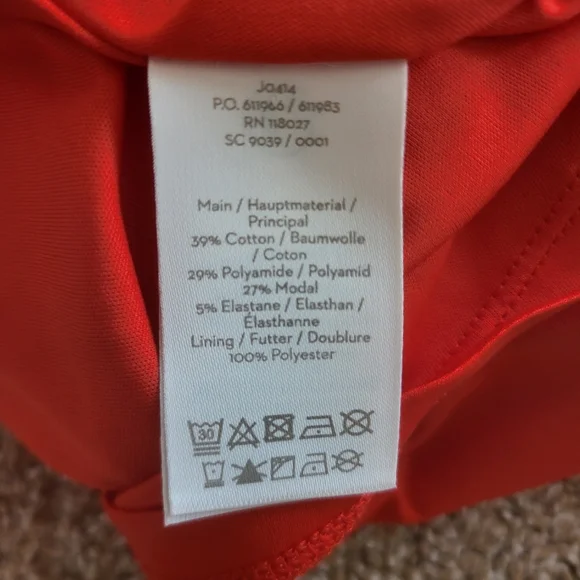 Ja414
P.O. 611966 / 611983
RN 118027
SC 9039 / 0001
Main / Hauptmaterial /
Principal
39% Cotton / Baumwolle
/ Coton
29% Polyamide / Polyamid
27% Modal
5% Elastane / Elasthan /
Élasthanne
Lining / Futter / Doublure
100% Polyester
30